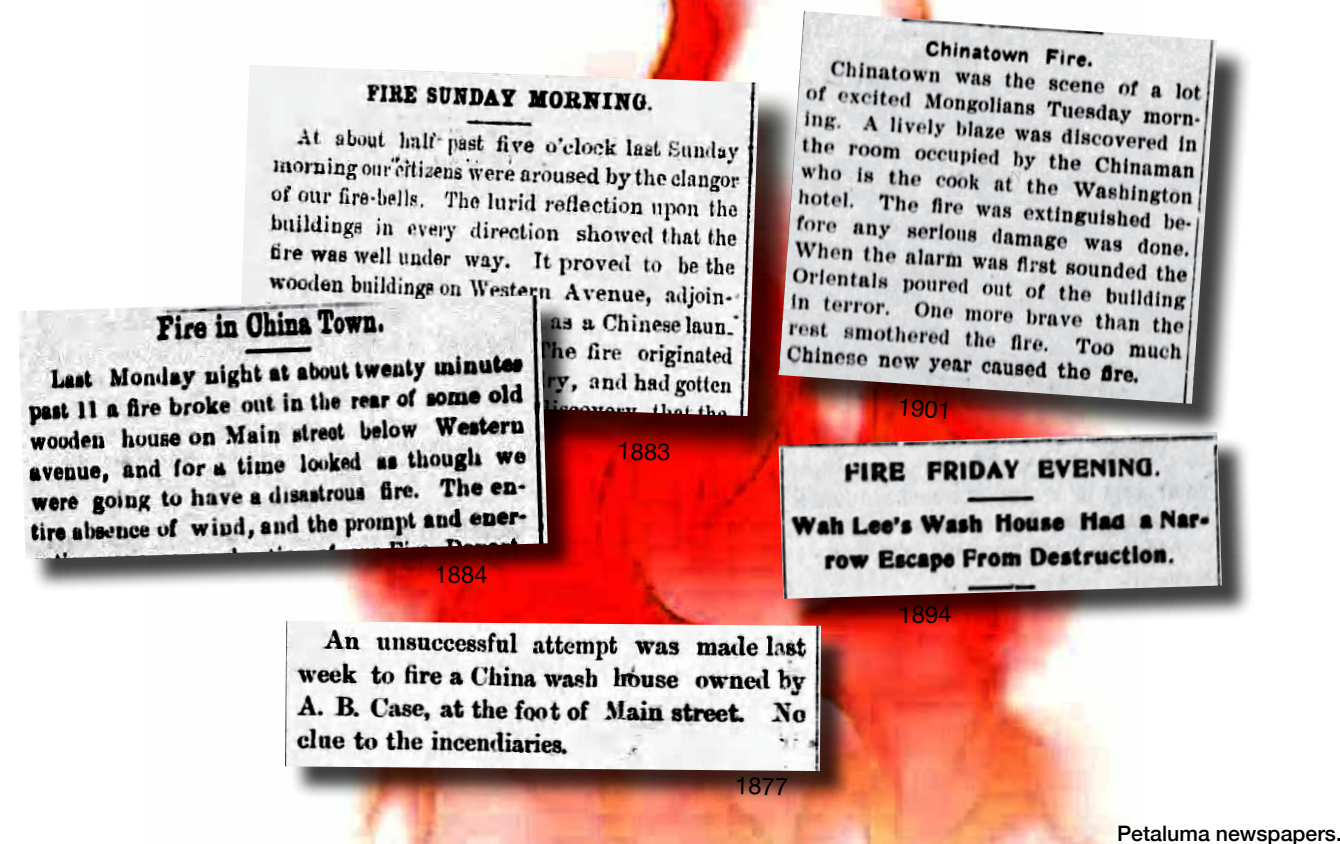 FIRE SUNDAY MORNING.
At about half past five o'clock last Sunday
morning our citizens were aroused by the clangor
of our fire-bells. The lurid reflection upon the
buildings in every direction showed that the
fire was well under way. It proved to be the
wooden buildings on Western Avenue, adjoin-
as a Chinese laun-
The fire originated
ry, and had gotten
that the
1883
Chinatown Fire.
Chinatown was the scene of a lot
of excited Mongolians Tuesday morn-
ing. A lively blaze was discovered in
the room occupied by the Chinaman
who is the cook at the Washington
hotel. The fire was extinguished be-
fore any serious damage was done.
When the alarm was first sounded the
Orientals poured out of the building
in terror. One more brave than the
rest smothered the fire. Too much
Chinese new year caused the fire.
1901
Fire in China Town.
Last Monday night at about twenty minutes
past 11 a fire broke out in the rear of some old
wooden house on Main street below Western
avenue, and for a time looked as though we
were going to have a disastrous fire. The en-
tire absence of wind, and the prompt and ener-
1884
FIRE FRIDAY EVENING.
Wah Lee's Wash House Had a Nar-
row Escape From Destruction.
1894
An unsuccessful attempt was made last
week to fire a China wash house owned by
A. B. Case, at the foot of Main street. No
clue to the incendiaries.
1877
Petaluma newspapers.